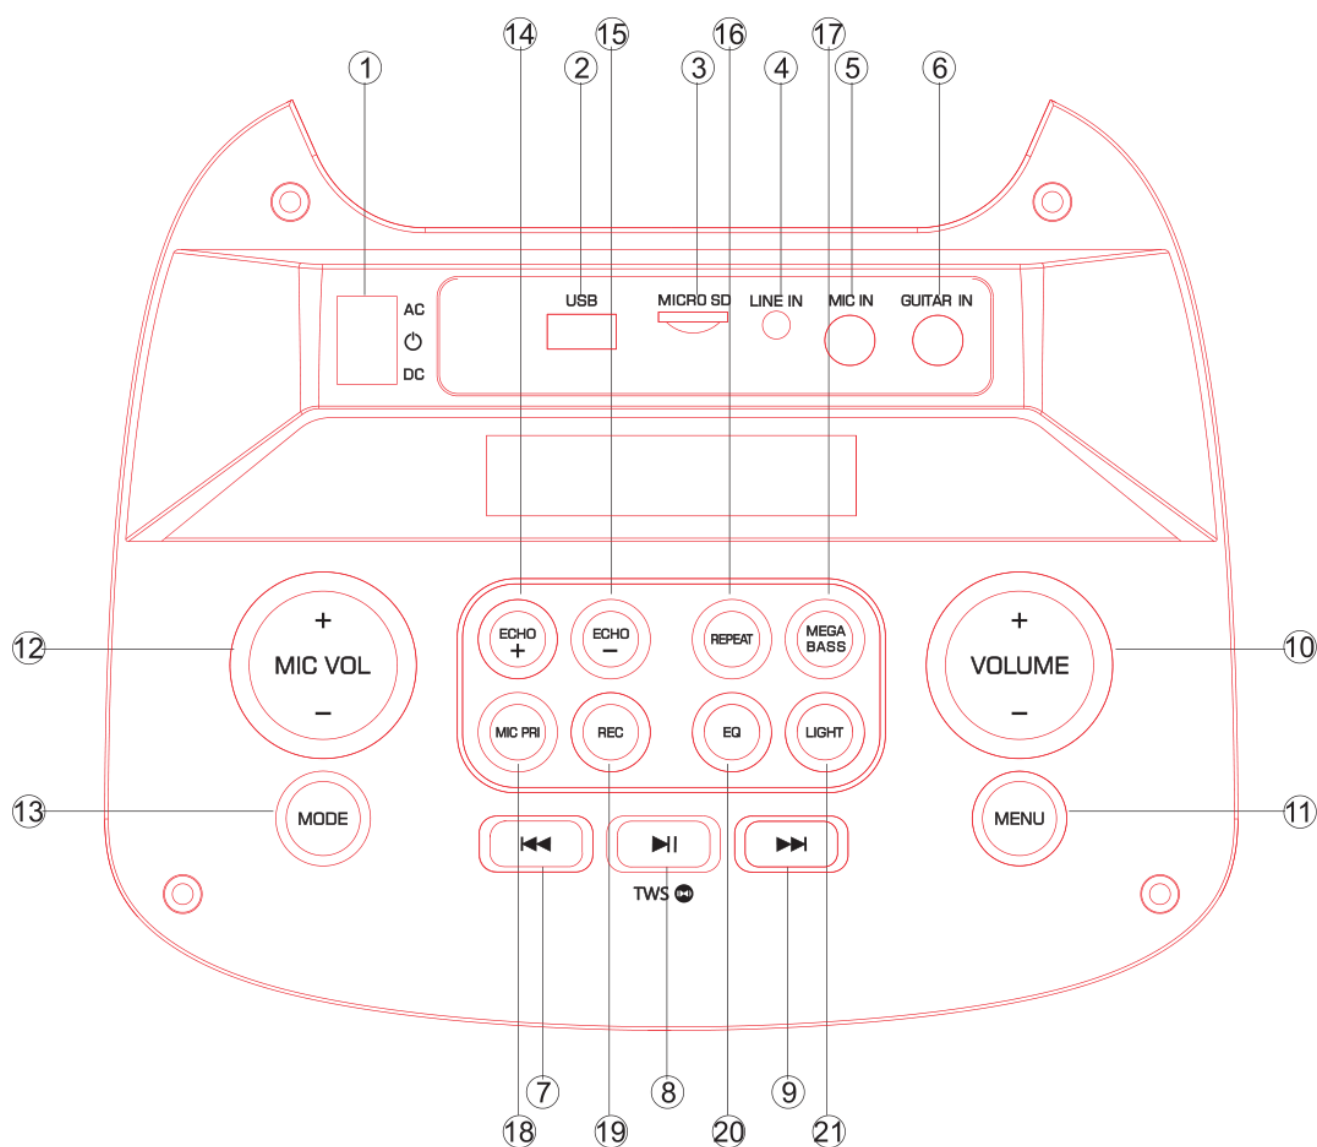 14 15 16 17
1 2 3 4 5 6
USB MICRO SD LINE IN MIC IN GUITAR IN
AC
DC
12 + MIC VOL −
ECHO + ECHO − REPEAT MEGA BASS
+ VOLUME − 10
MIC PRI REC EQ LIGHT
13 MODE
MENU 11
TWS
7 8 9
18 19 20 21